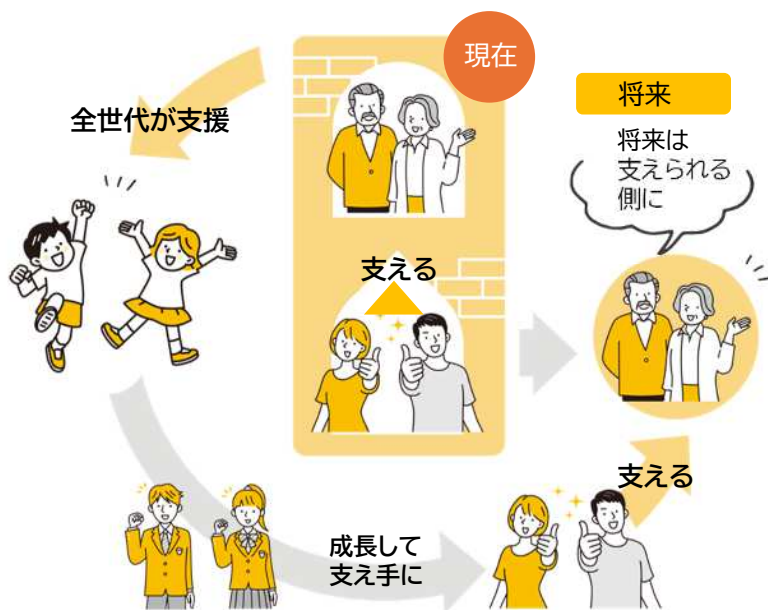 現在
全世代が支援
将来
将来は
支えられる
側に
支える
支える
成長して
支え手に